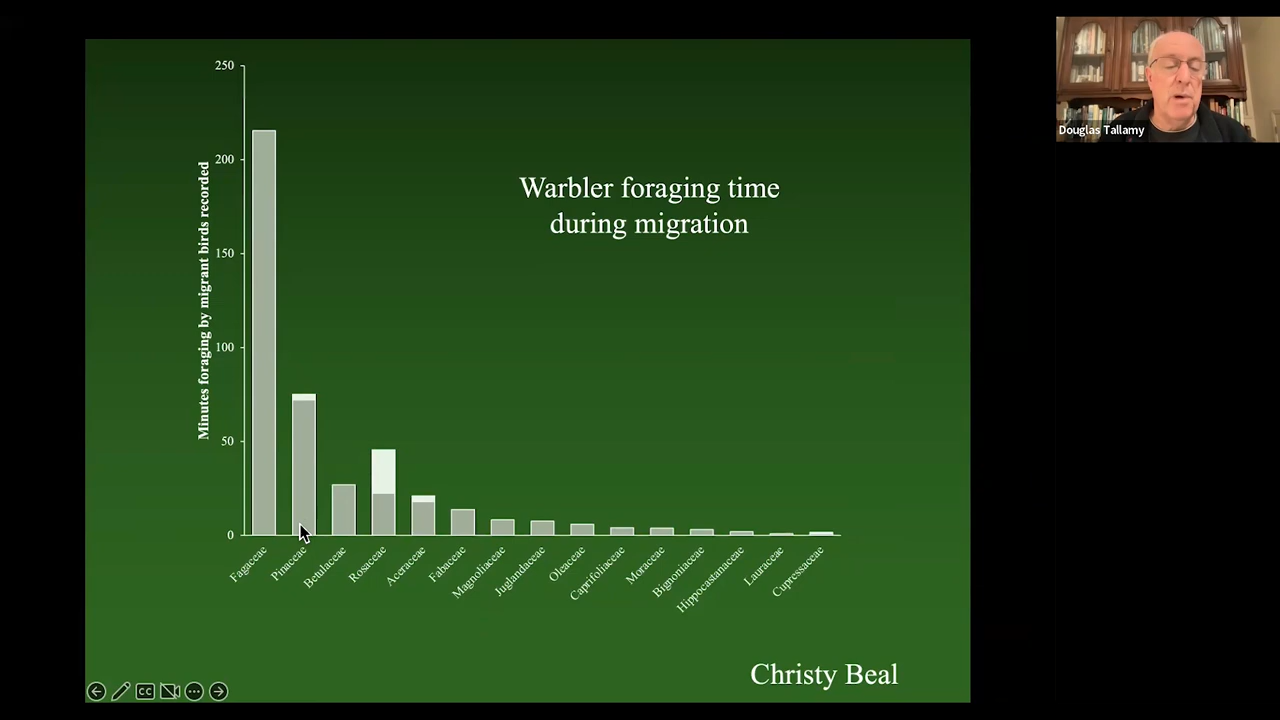 250
200
150
100
50
0
Minutes foraging by migrant birds recorded
Warbler foraging time
during migration
Fagaceae
Pinaceae
Betulaceae
Rosaceae
Aceraceae
Fabaceae
Magnoliaceae
Juglandaceae
Oleaceae
Caprifoliaceae
Moraceae
Bignoniaceae
Hippocastanaceae
Lauraceae
Cupressaceae
Christy Beal
CC
Douglas Tallamy